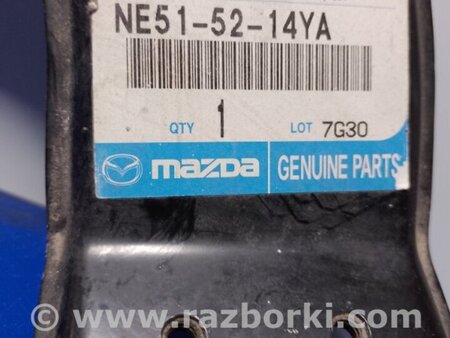 NE51-52-14YA
QTY 1 LOT 7G30
mazda GENUINE PARTS
© www.razborki.com